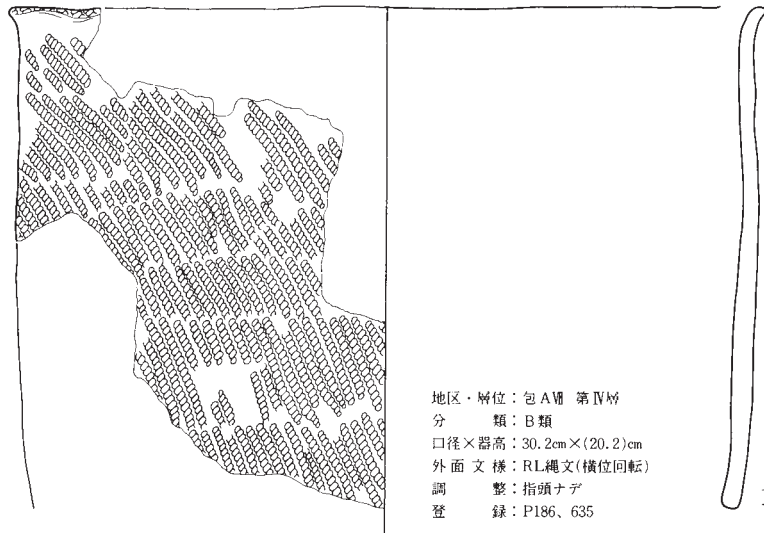 地区・層位：包AⅧ 第Ⅳ層
分類：B類
口径×器高：30.2cm×(20.2)cm
外面文様：RL縄文(横位回転)
調整：指頭ナデ
登録：P186、635